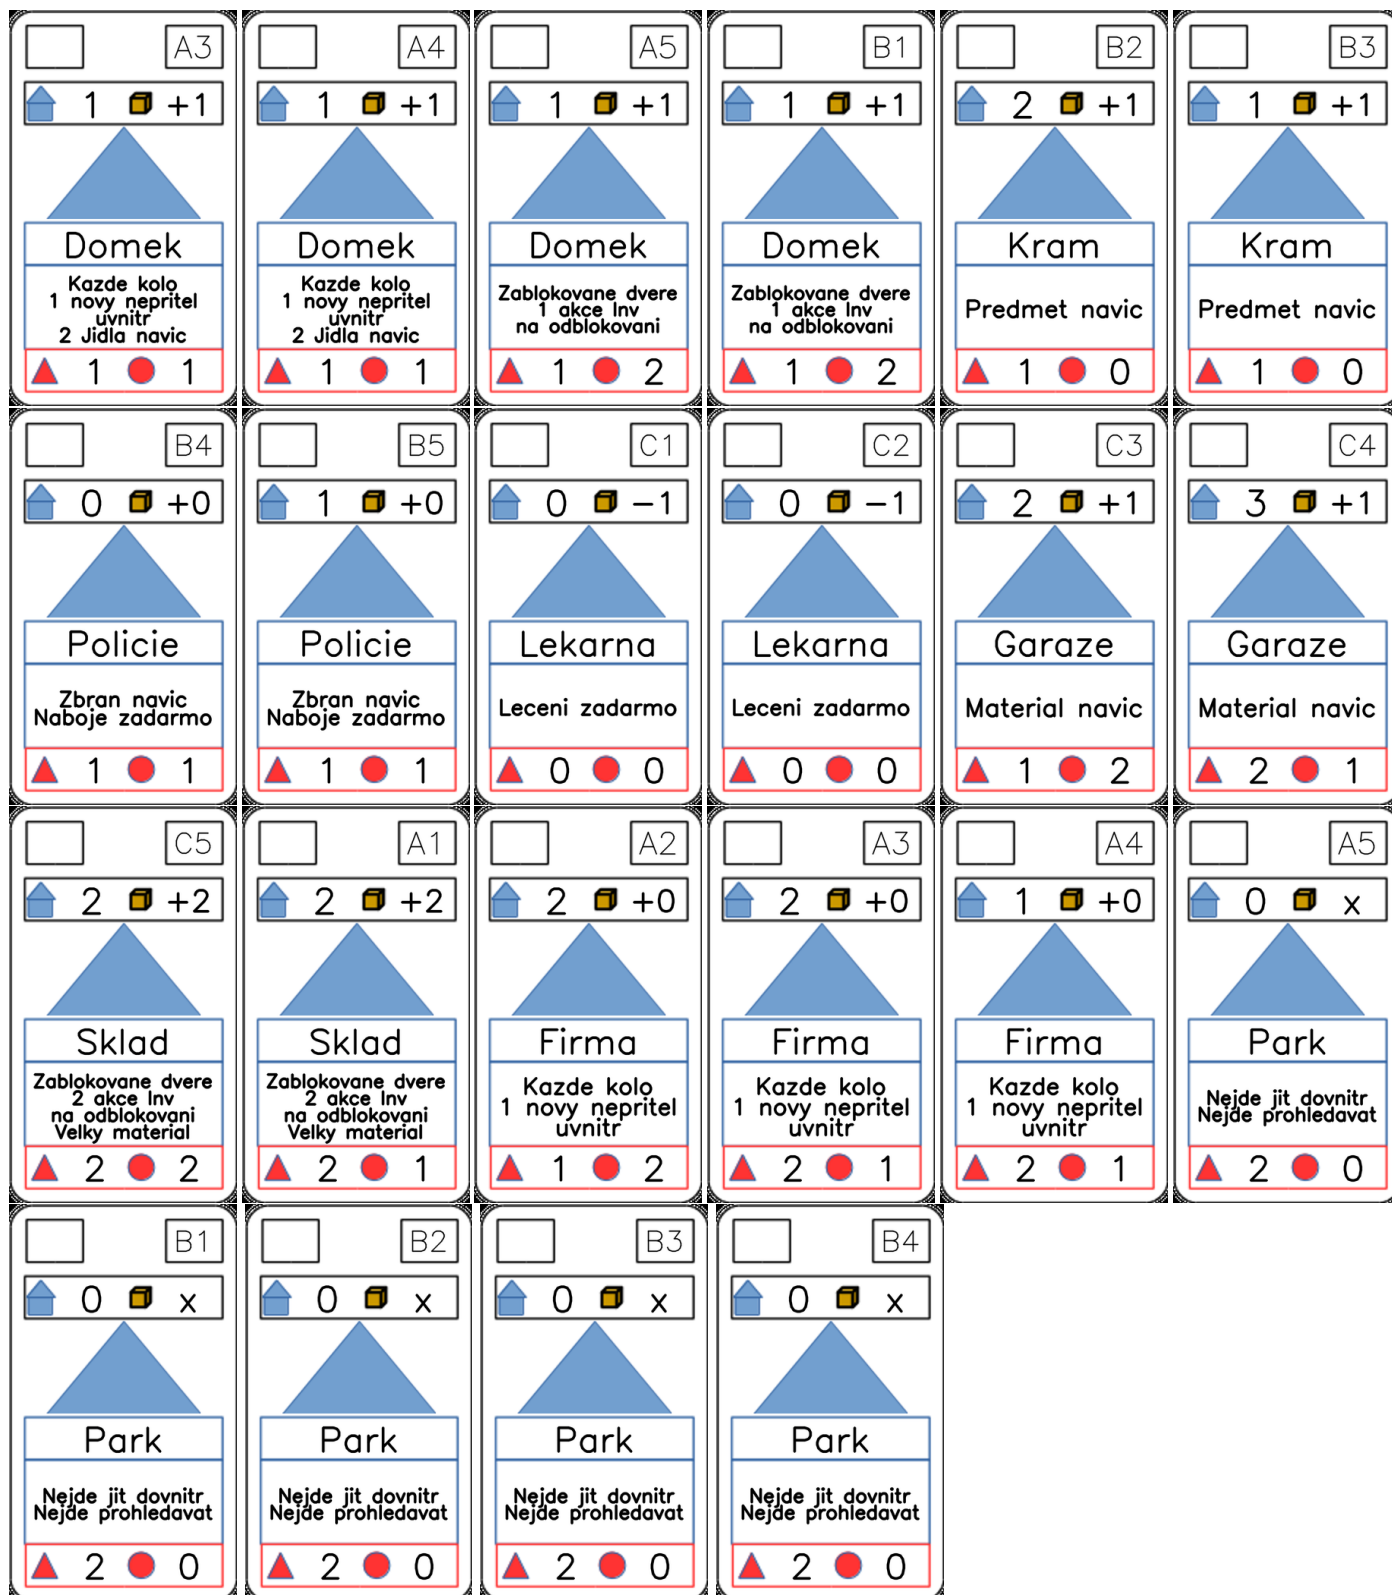 A3
1 +1
Domek
Kazde kolo
1 novy nepritel
uvnitr
2 Jidla navic
1 1
A4
1 +1
Domek
Kazde kolo
1 novy nepritel
uvnitr
2 Jidla navic
1 1
A5
1 +1
Domek
Zablokovane dvere
1 akce Inv
na odblokovani
1 2
B1
1 +1
Domek
Zablokovane dvere
1 akce Inv
na odblokovani
1 2
B2
2 +1
Kram
Predmet navic
1 0
B3
1 +1
Kram
Predmet navic
1 0
B4
0 +0
Policie
Zbran navic
Naboje zadarmo
1 1
B5
1 +0
Policie
Zbran navic
Naboje zadarmo
1 1
C1
0 -1
Lekarna
Leceni zadarmo
0 0
C2
0 -1
Lekarna
Leceni zadarmo
0 0
C3
2 +1
Garaze
Material navic
1 2
C4
3 +1
Garaze
Material navic
2 1
C5
2 +2
Sklad
Zablokovane dvere
2 akce Inv
na odblokovani
Velky material
2 2
A1
2 +2
Sklad
Zablokovane dvere
2 akce Inv
na odblokovani
Velky material
2 1
A2
2 +0
Firma
Kazde kolo
1 novy nepritel
uvnitr
1 2
A3
2 +0
Firma
Kazde kolo
1 novy nepritel
uvnitr
2 1
A4
1 +0
Firma
Kazde kolo
1 novy nepritel
uvnitr
2 1
A5
0 x
Park
Nejde jit dovnitr
Nejde prohledavat
2 0
B1
0 x
Park
Nejde jit dovnitr
Nejde prohledavat
2 0
B2
0 x
Park
Nejde jit dovnitr
Nejde prohledavat
2 0
B3
0 x
Park
Nejde jit dovnitr
Nejde prohledavat
2 0
B4
0 x
Park
Nejde jit dovnitr
Nejde prohledavat
2 0